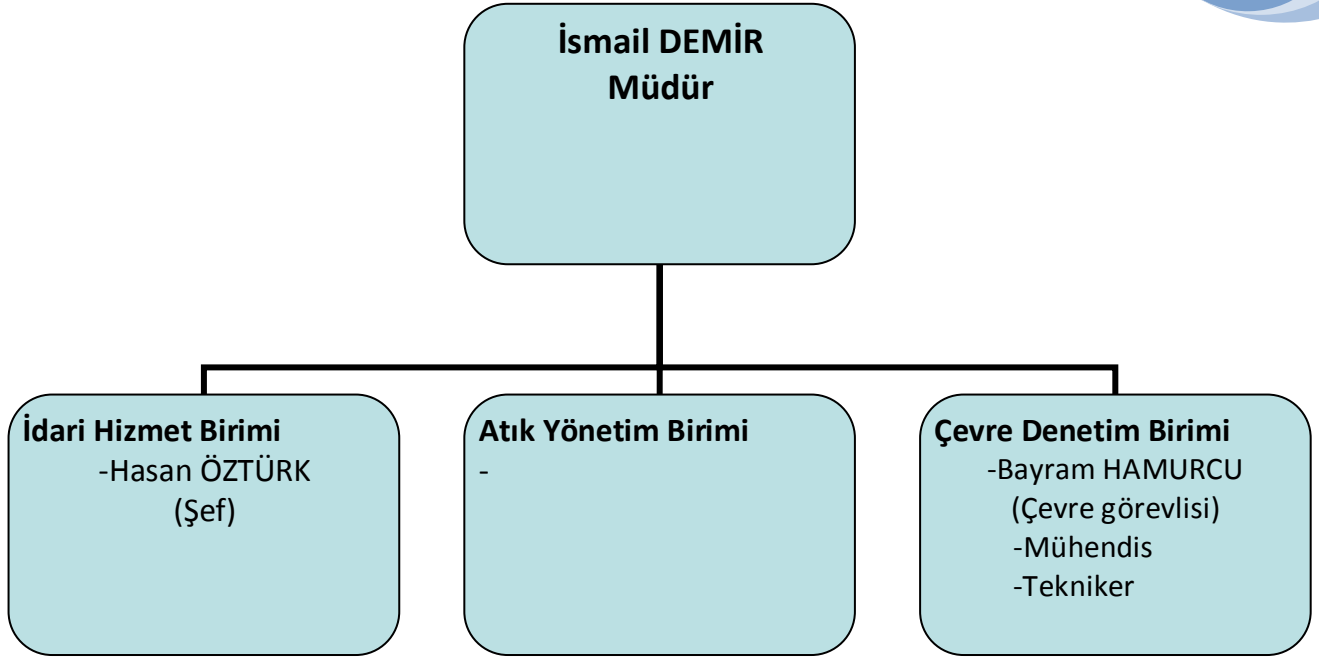 İsmail DEMİR
Müdür
İdari Hizmet Birimi
-Hasan ÖZTÜRK
(Şef)
Atık Yönetim Birimi
-
Çevre Denetim Birimi
-Bayram HAMURCU
(Çevre görevlisi)
-Mühendis
-Tekniker